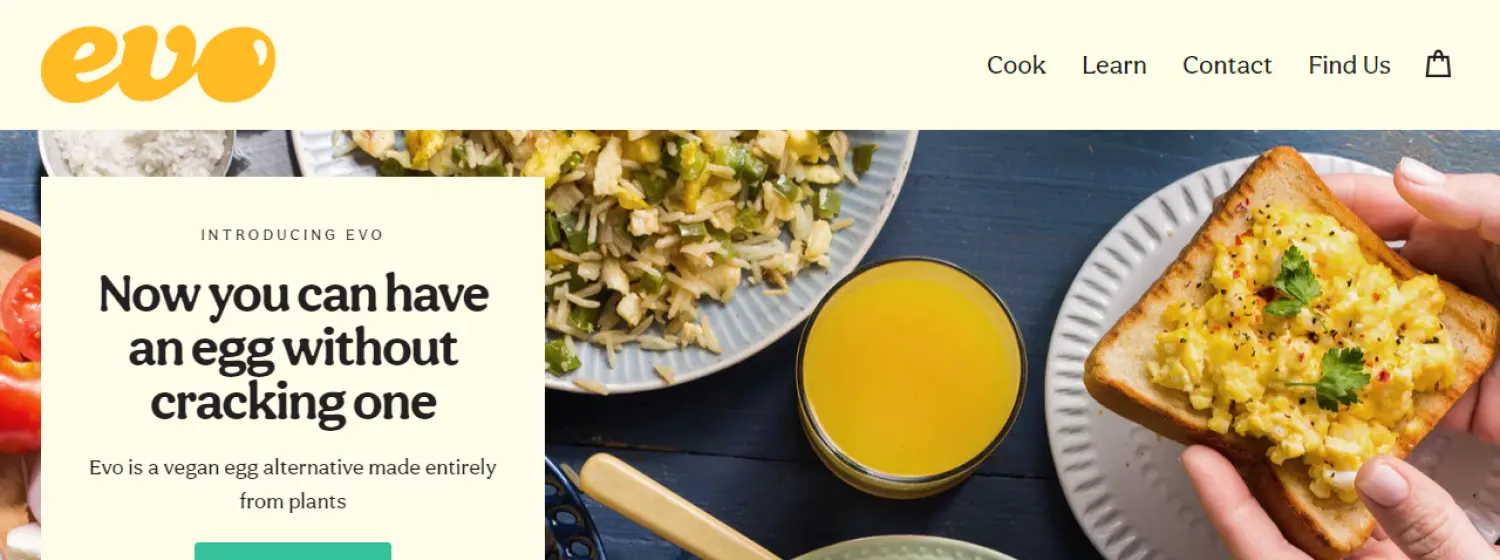 evo
Cook Learn Contact Find Us
INTRODUCING EVO
Now you can have
an egg without
cracking one
Evo is a vegan egg alternative made entirely
from plants